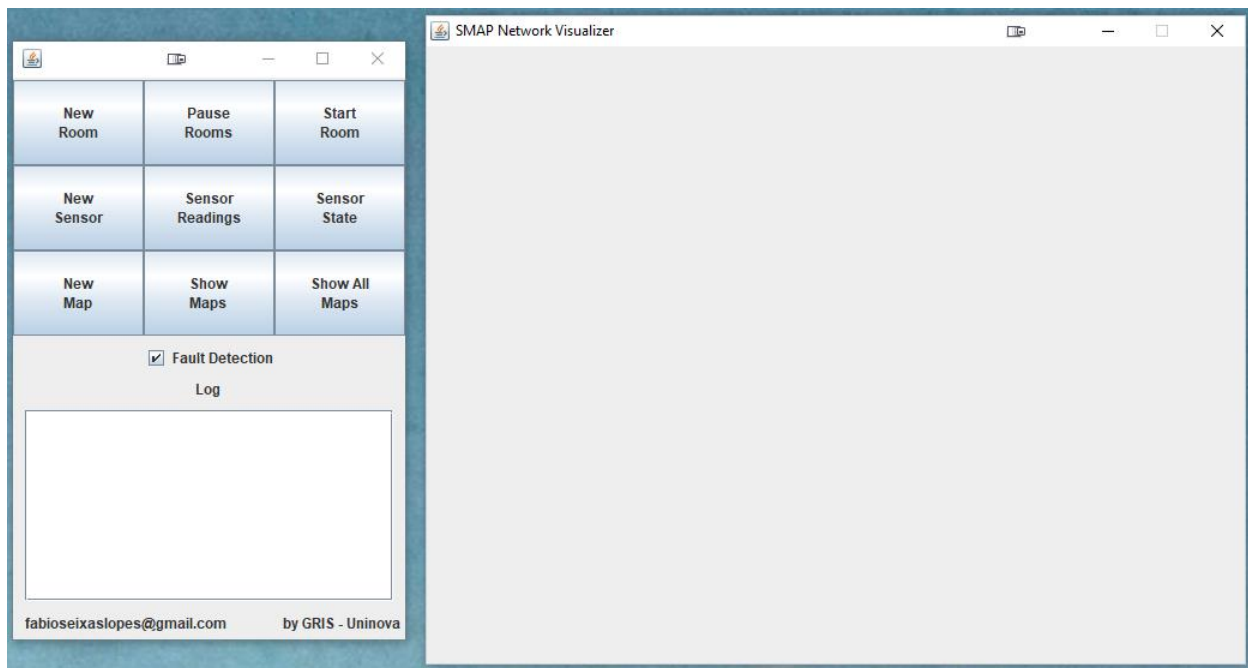 SMAP Network Visualizer
New
Room
Pause
Rooms
Start
Room
New
Sensor
Sensor
Readings
Sensor
State
New
Map
Show
Maps
Show All
Maps
Fault Detection
Log
fabioseixaslopes@gmail.com
by GRIS - Uninova